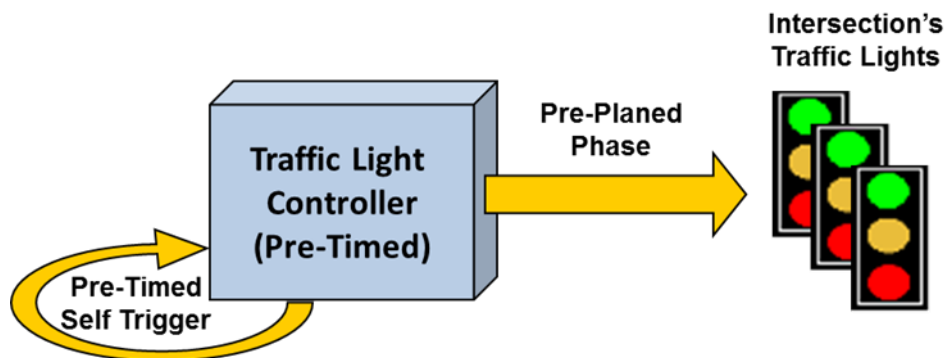 Intersection's
Traffic Lights
Pre-Planed
Phase
Traffic Light
Controller
(Pre-Timed)
Pre-Timed
Self Trigger